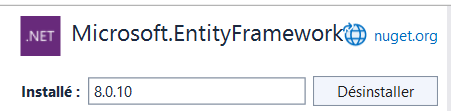 .NET Microsoft.EntityFramework nuget.org
Installé : 8.0.10 Désinstaller